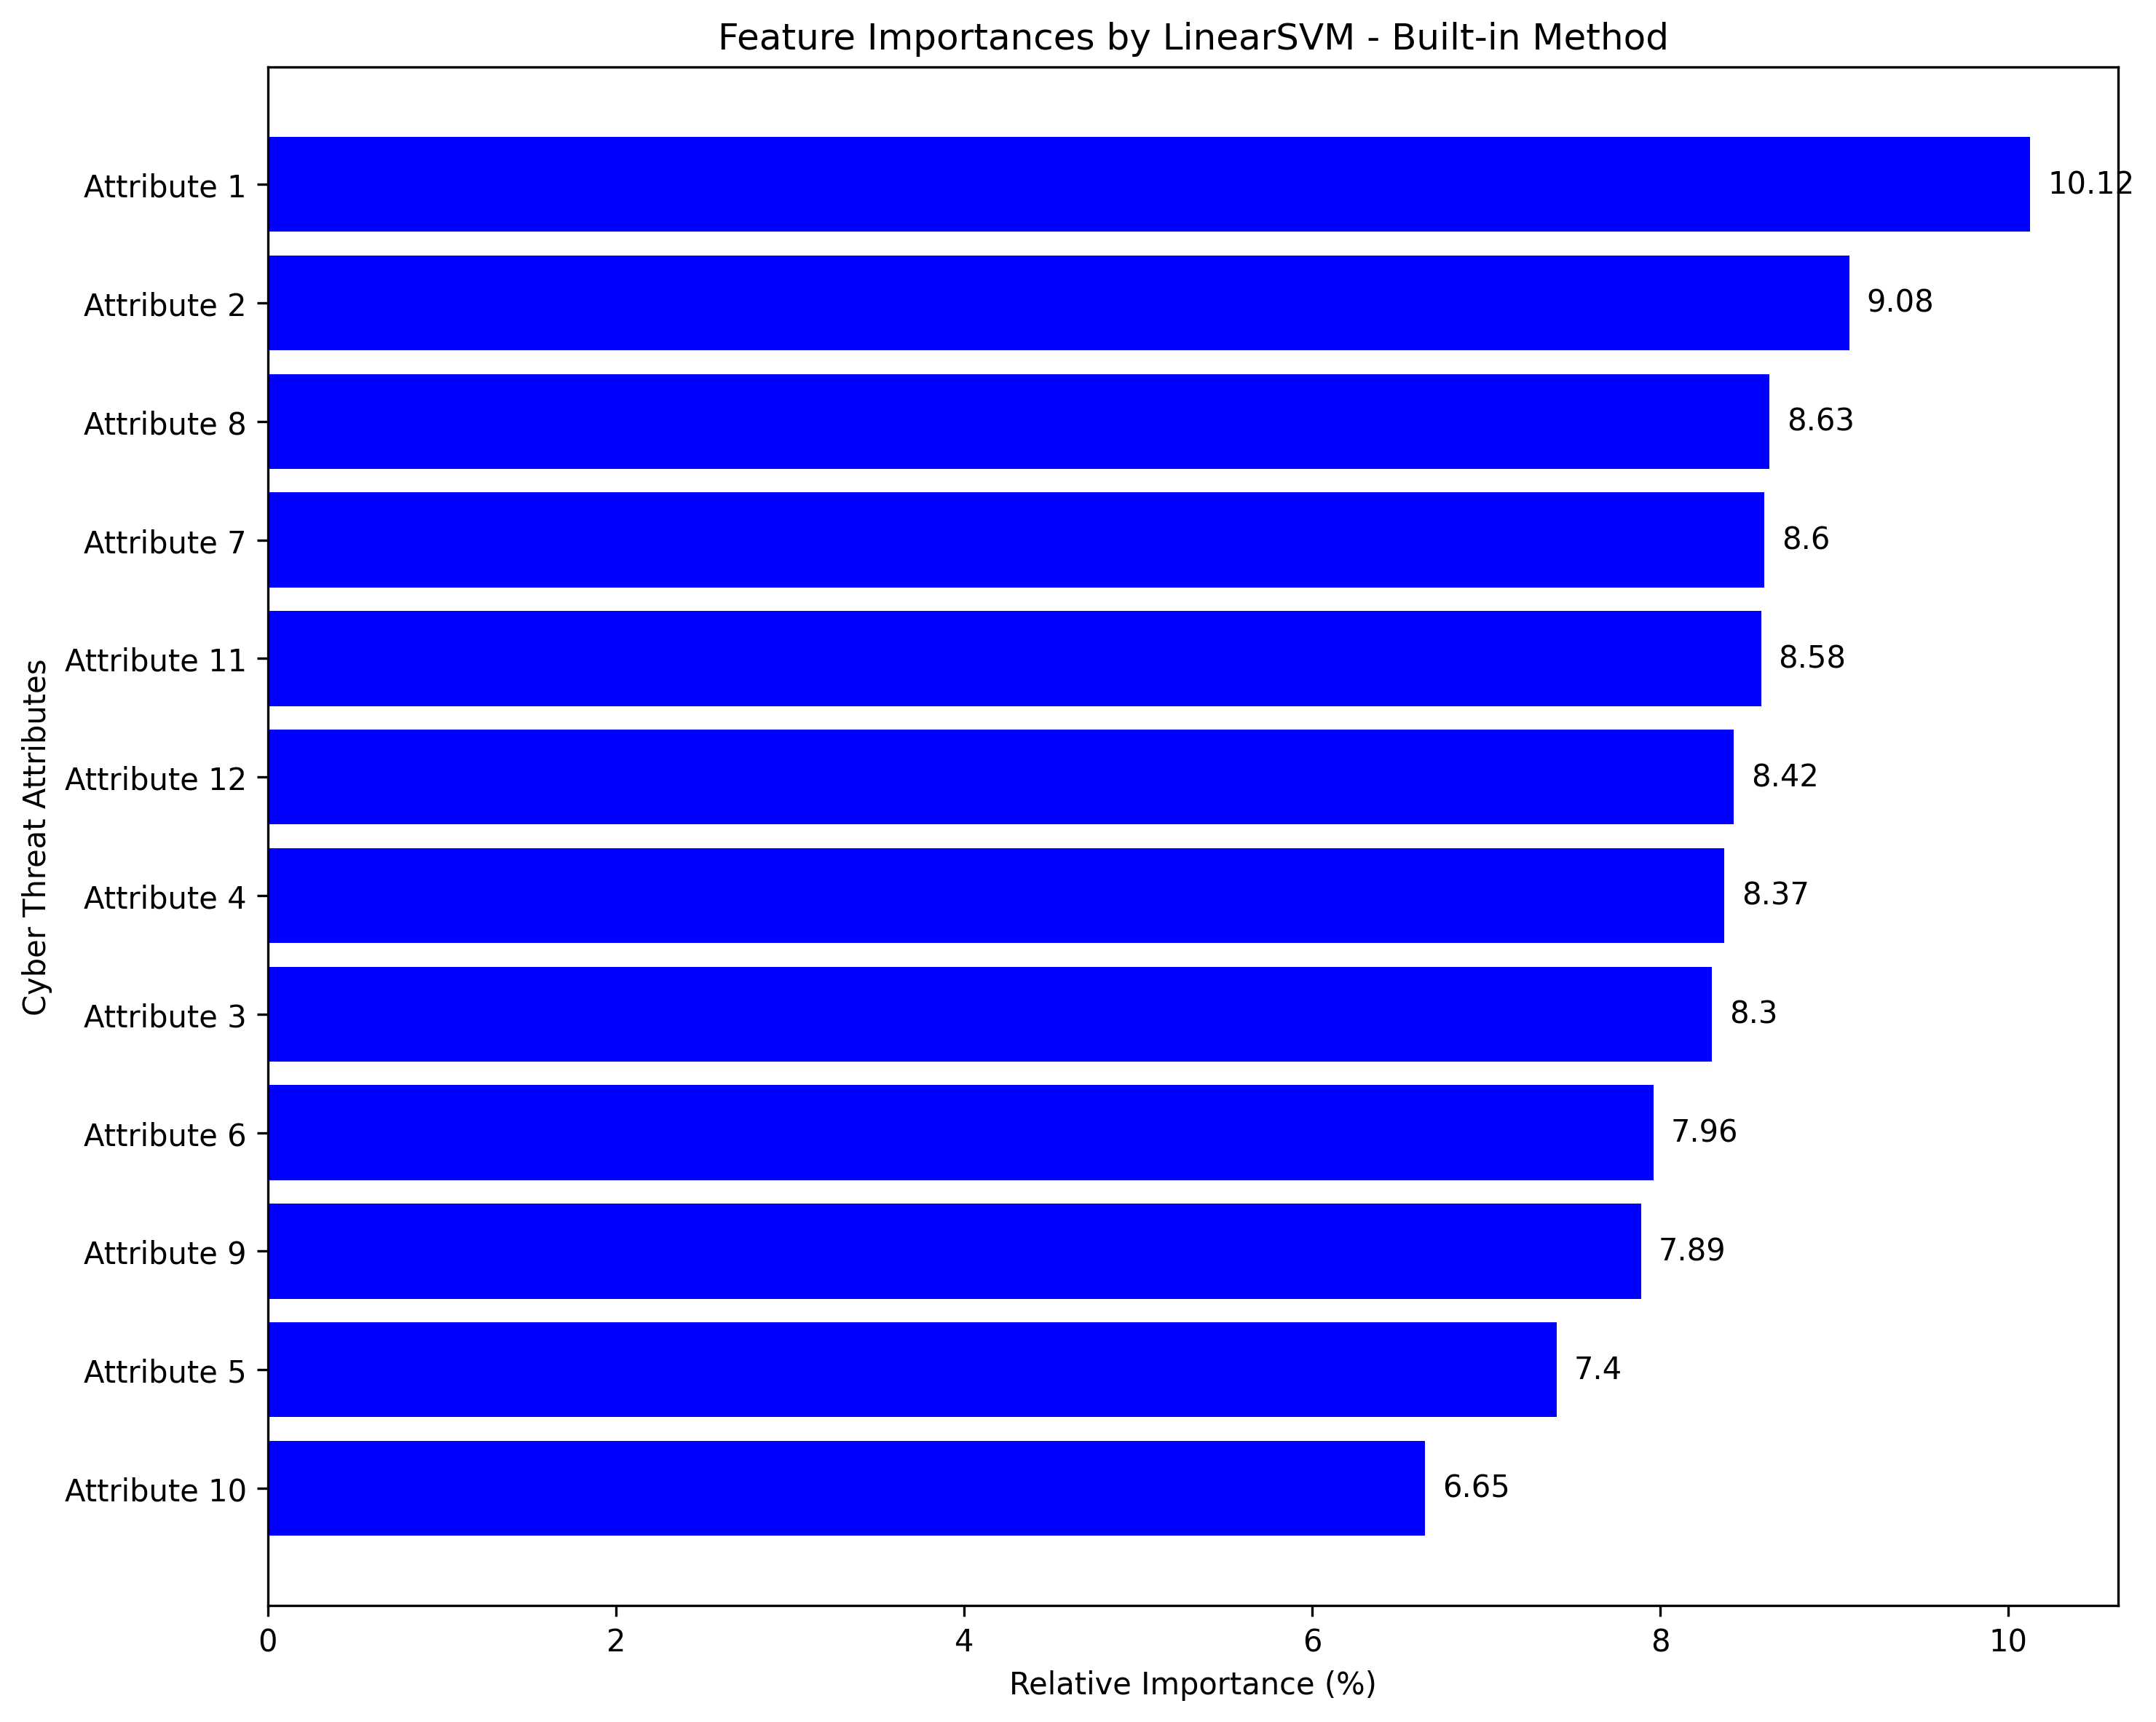 Feature Importances by LinearSVM - Built-in Method
Cyber Threat Attributes
Attribute 1 10.12
Attribute 2 9.08
Attribute 8 8.63
Attribute 7 8.6
Attribute 11 8.58
Attribute 12 8.42
Attribute 4 8.37
Attribute 3 8.3
Attribute 6 7.96
Attribute 9 7.89
Attribute 5 7.4
Attribute 10 6.65
0 2 4 6 8 10
Relative Importance (%)